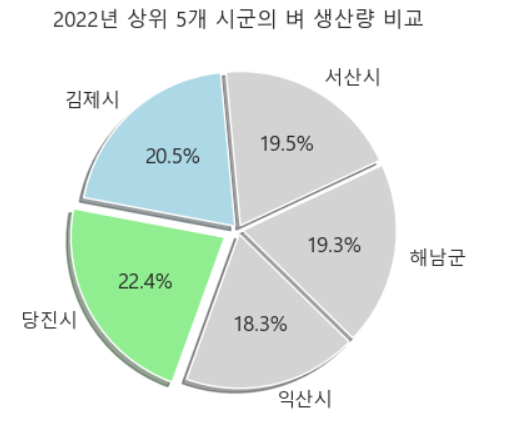 2022년 상위 5개 시군의 벼 생산량 비교
서산시
김제시
19.5%
20.5%
19.3%
해남군
22.4%
당진시
18.3%
익산시